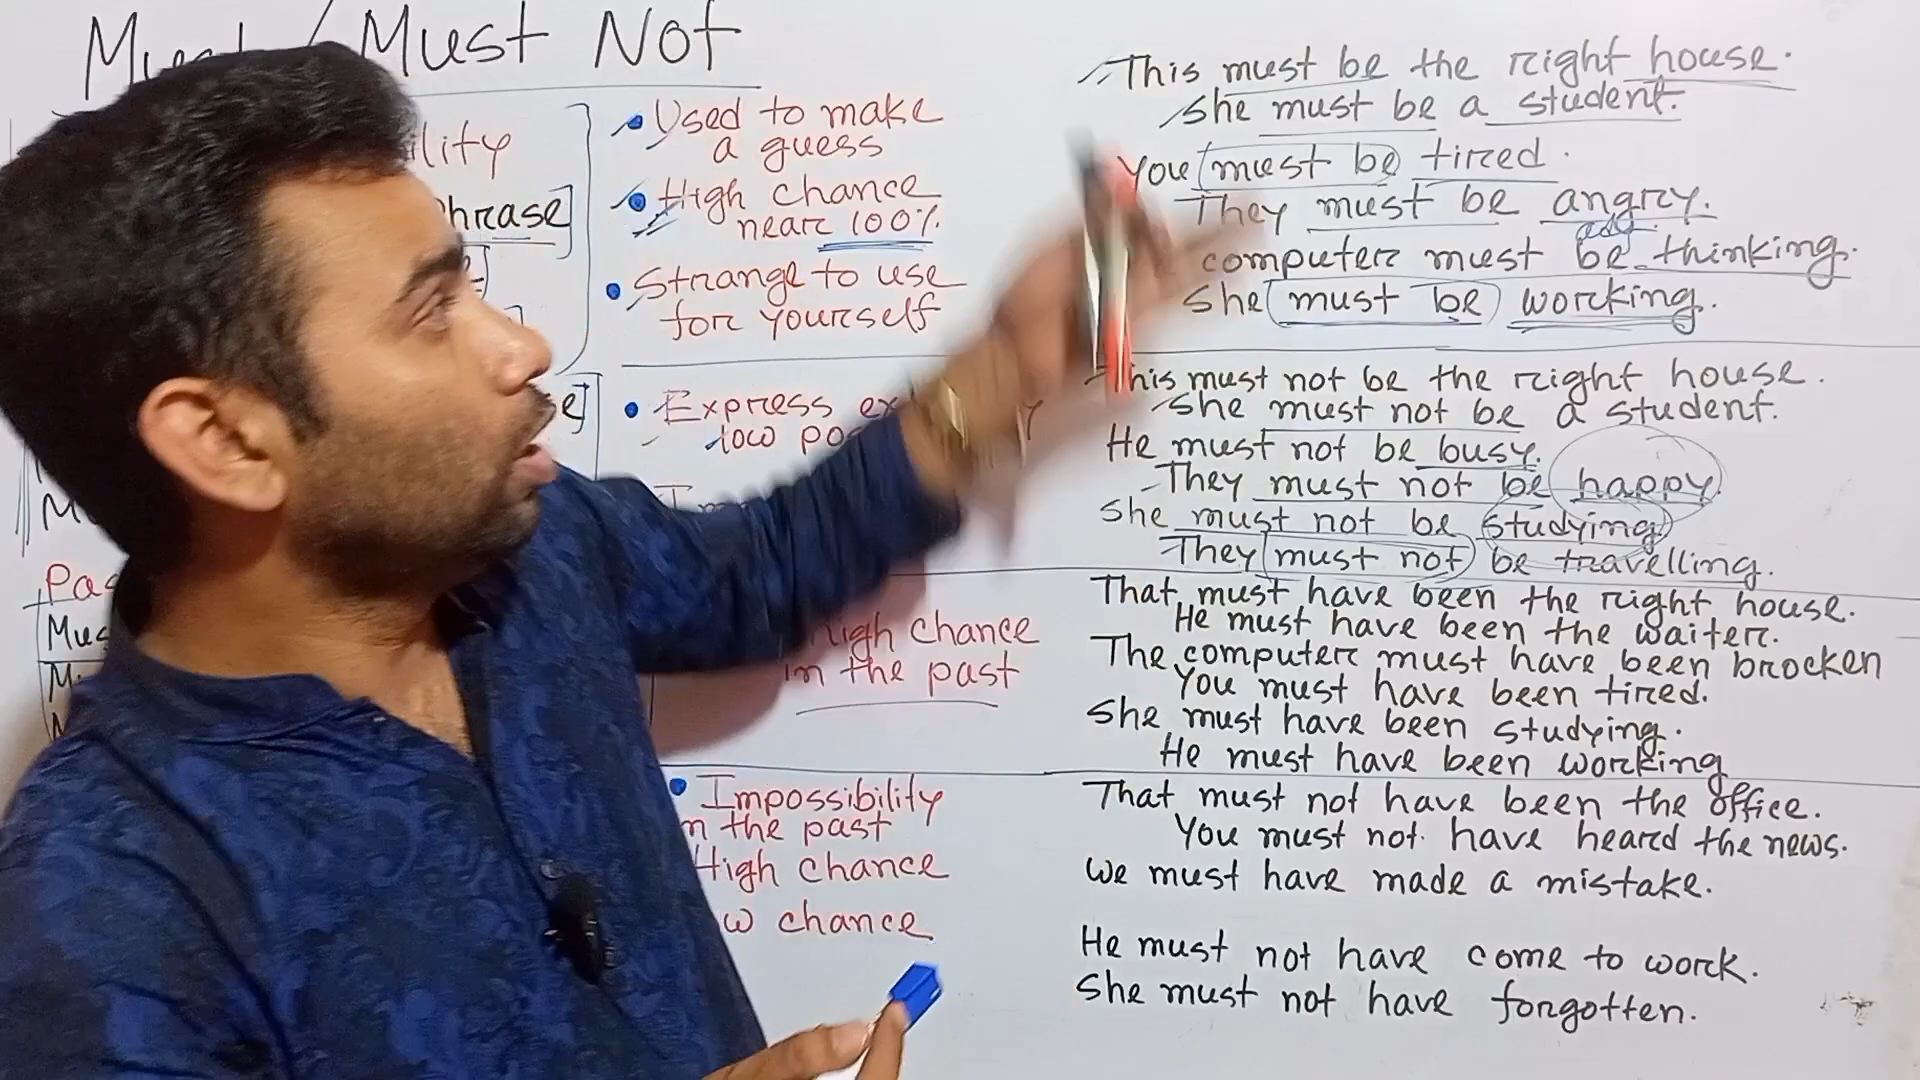 Must / Must Not
ility
hrase]
Used to make
a guess
High chance
near 100%
Strange to use
for yourself
Express
low
Pas
Mus
high chance
in the past
Impossibility
in the past
High chance
chance
This must be the right house.
She must be a student.
You must be tired.
They must be angry.
adj
computer must be thinking.
She must be working.
This must not be the right house.
She must not be a student.
He must not be busy.
They must not be happy.
She must not be studying.
They must not be travelling.
That must have been the right house.
He must have been the waiter.
The computer must have been brocken
You must have been tired.
She must have been studying.
He must have been working
That must not have been the office.
You must not have heard the news.
We must have made a mistake.
He must not have come to work.
She must not have forgotten.